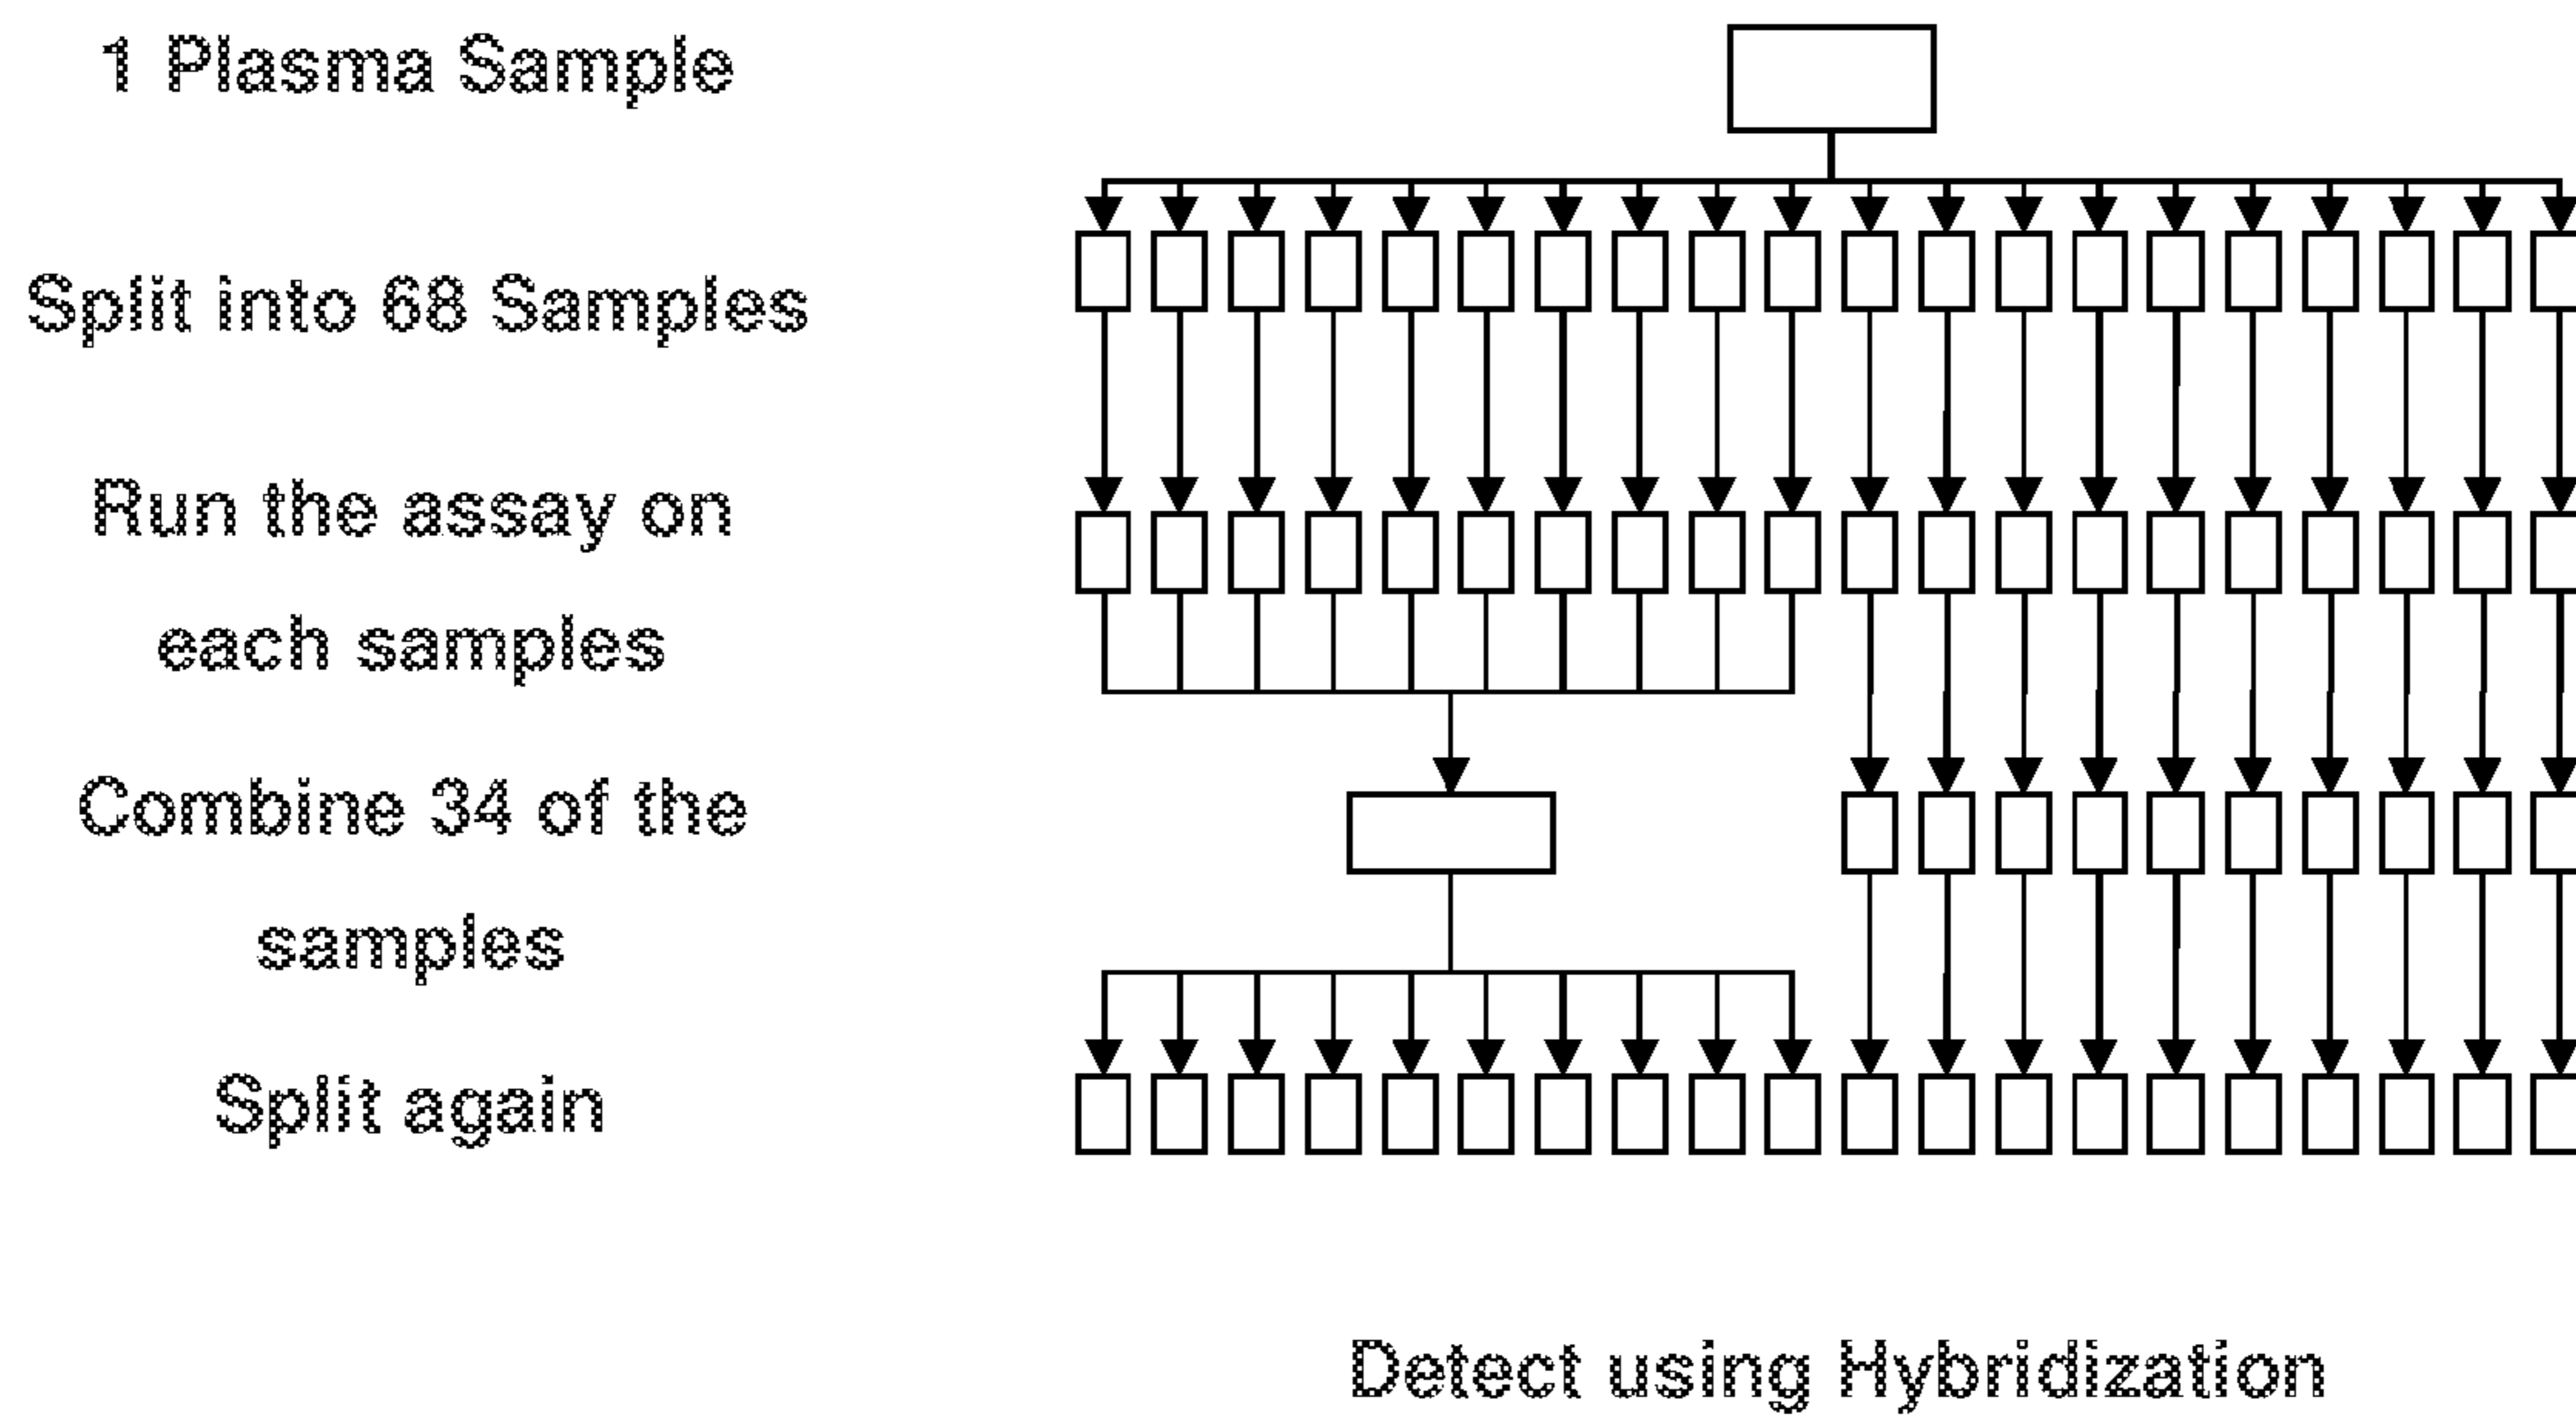 1 Plasma Sample
Split into 68 Samples
Run the assay on
each samples
Combine 34 of the
samples
Split again
Detect using Hybridization